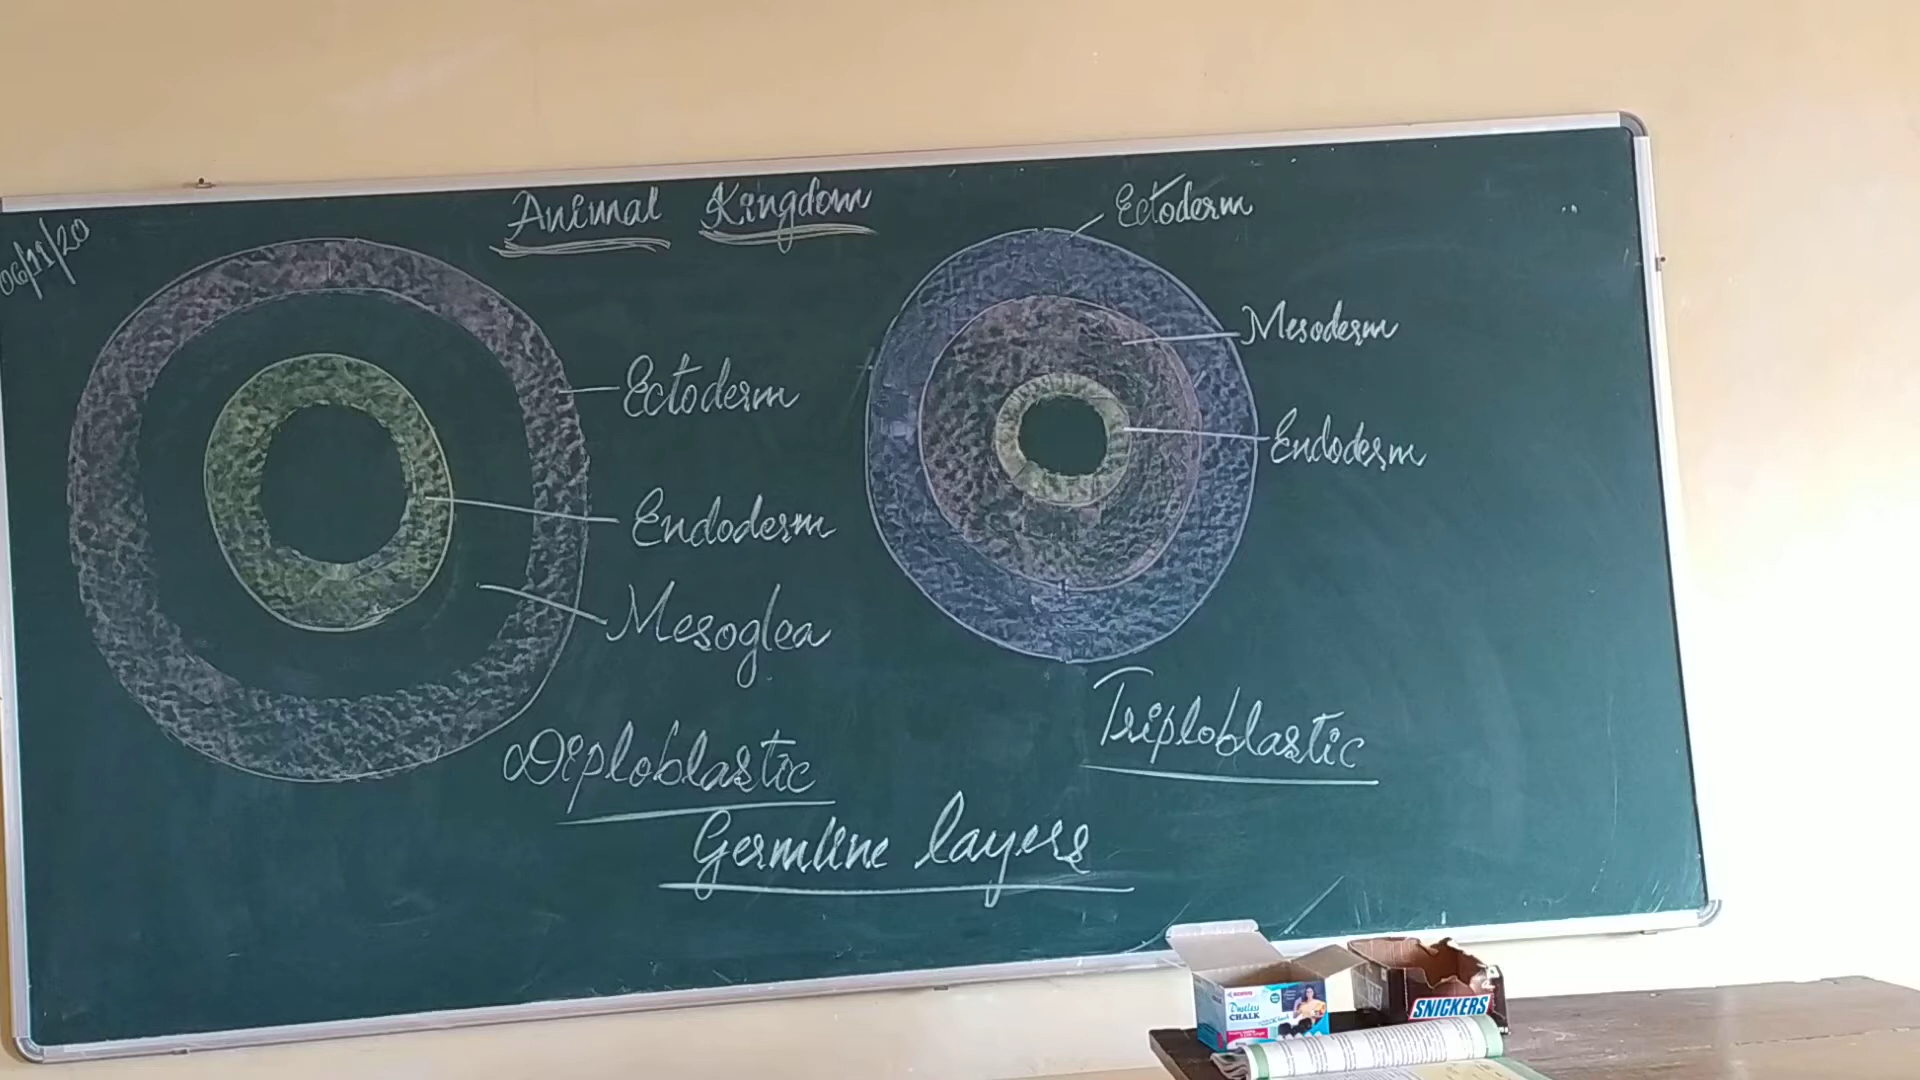 06/11/20
Animal Kingdom
Ectoderm
Endoderm
Mesoglea
Diploblastic
Ectoderm
Mesoderm
Endoderm
Triploblastic
Germline layers
Dustless
CHALK
SNICKERS